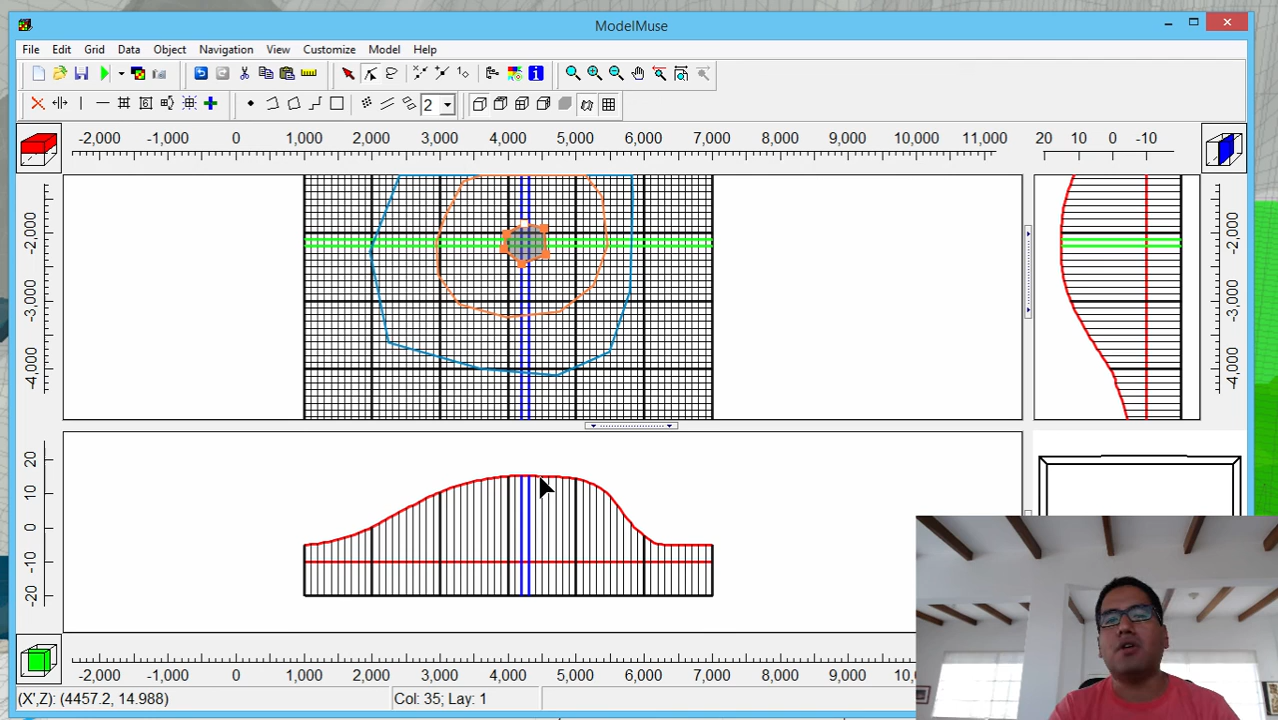 ModelMuse
File Edit Grid Data Object Navigation View Customize Model Help
2
-2,000 -1,000 0 1,000 2,000 3,000 4,000 5,000 6,000 7,000 8,000 9,000 10,000 11,000 20 10 0 -10
-2,000 -2,000
-3,000 -3,000
-4,000 -4,000
20
10
0
-10
-20
-2,000 -1,000 0 1,000 2,000 3,000 4,000 5,000 6,000 7,000 8,000 9,000
(X',Z): (4457.2, 14.988) Col: 35; Lay: 1